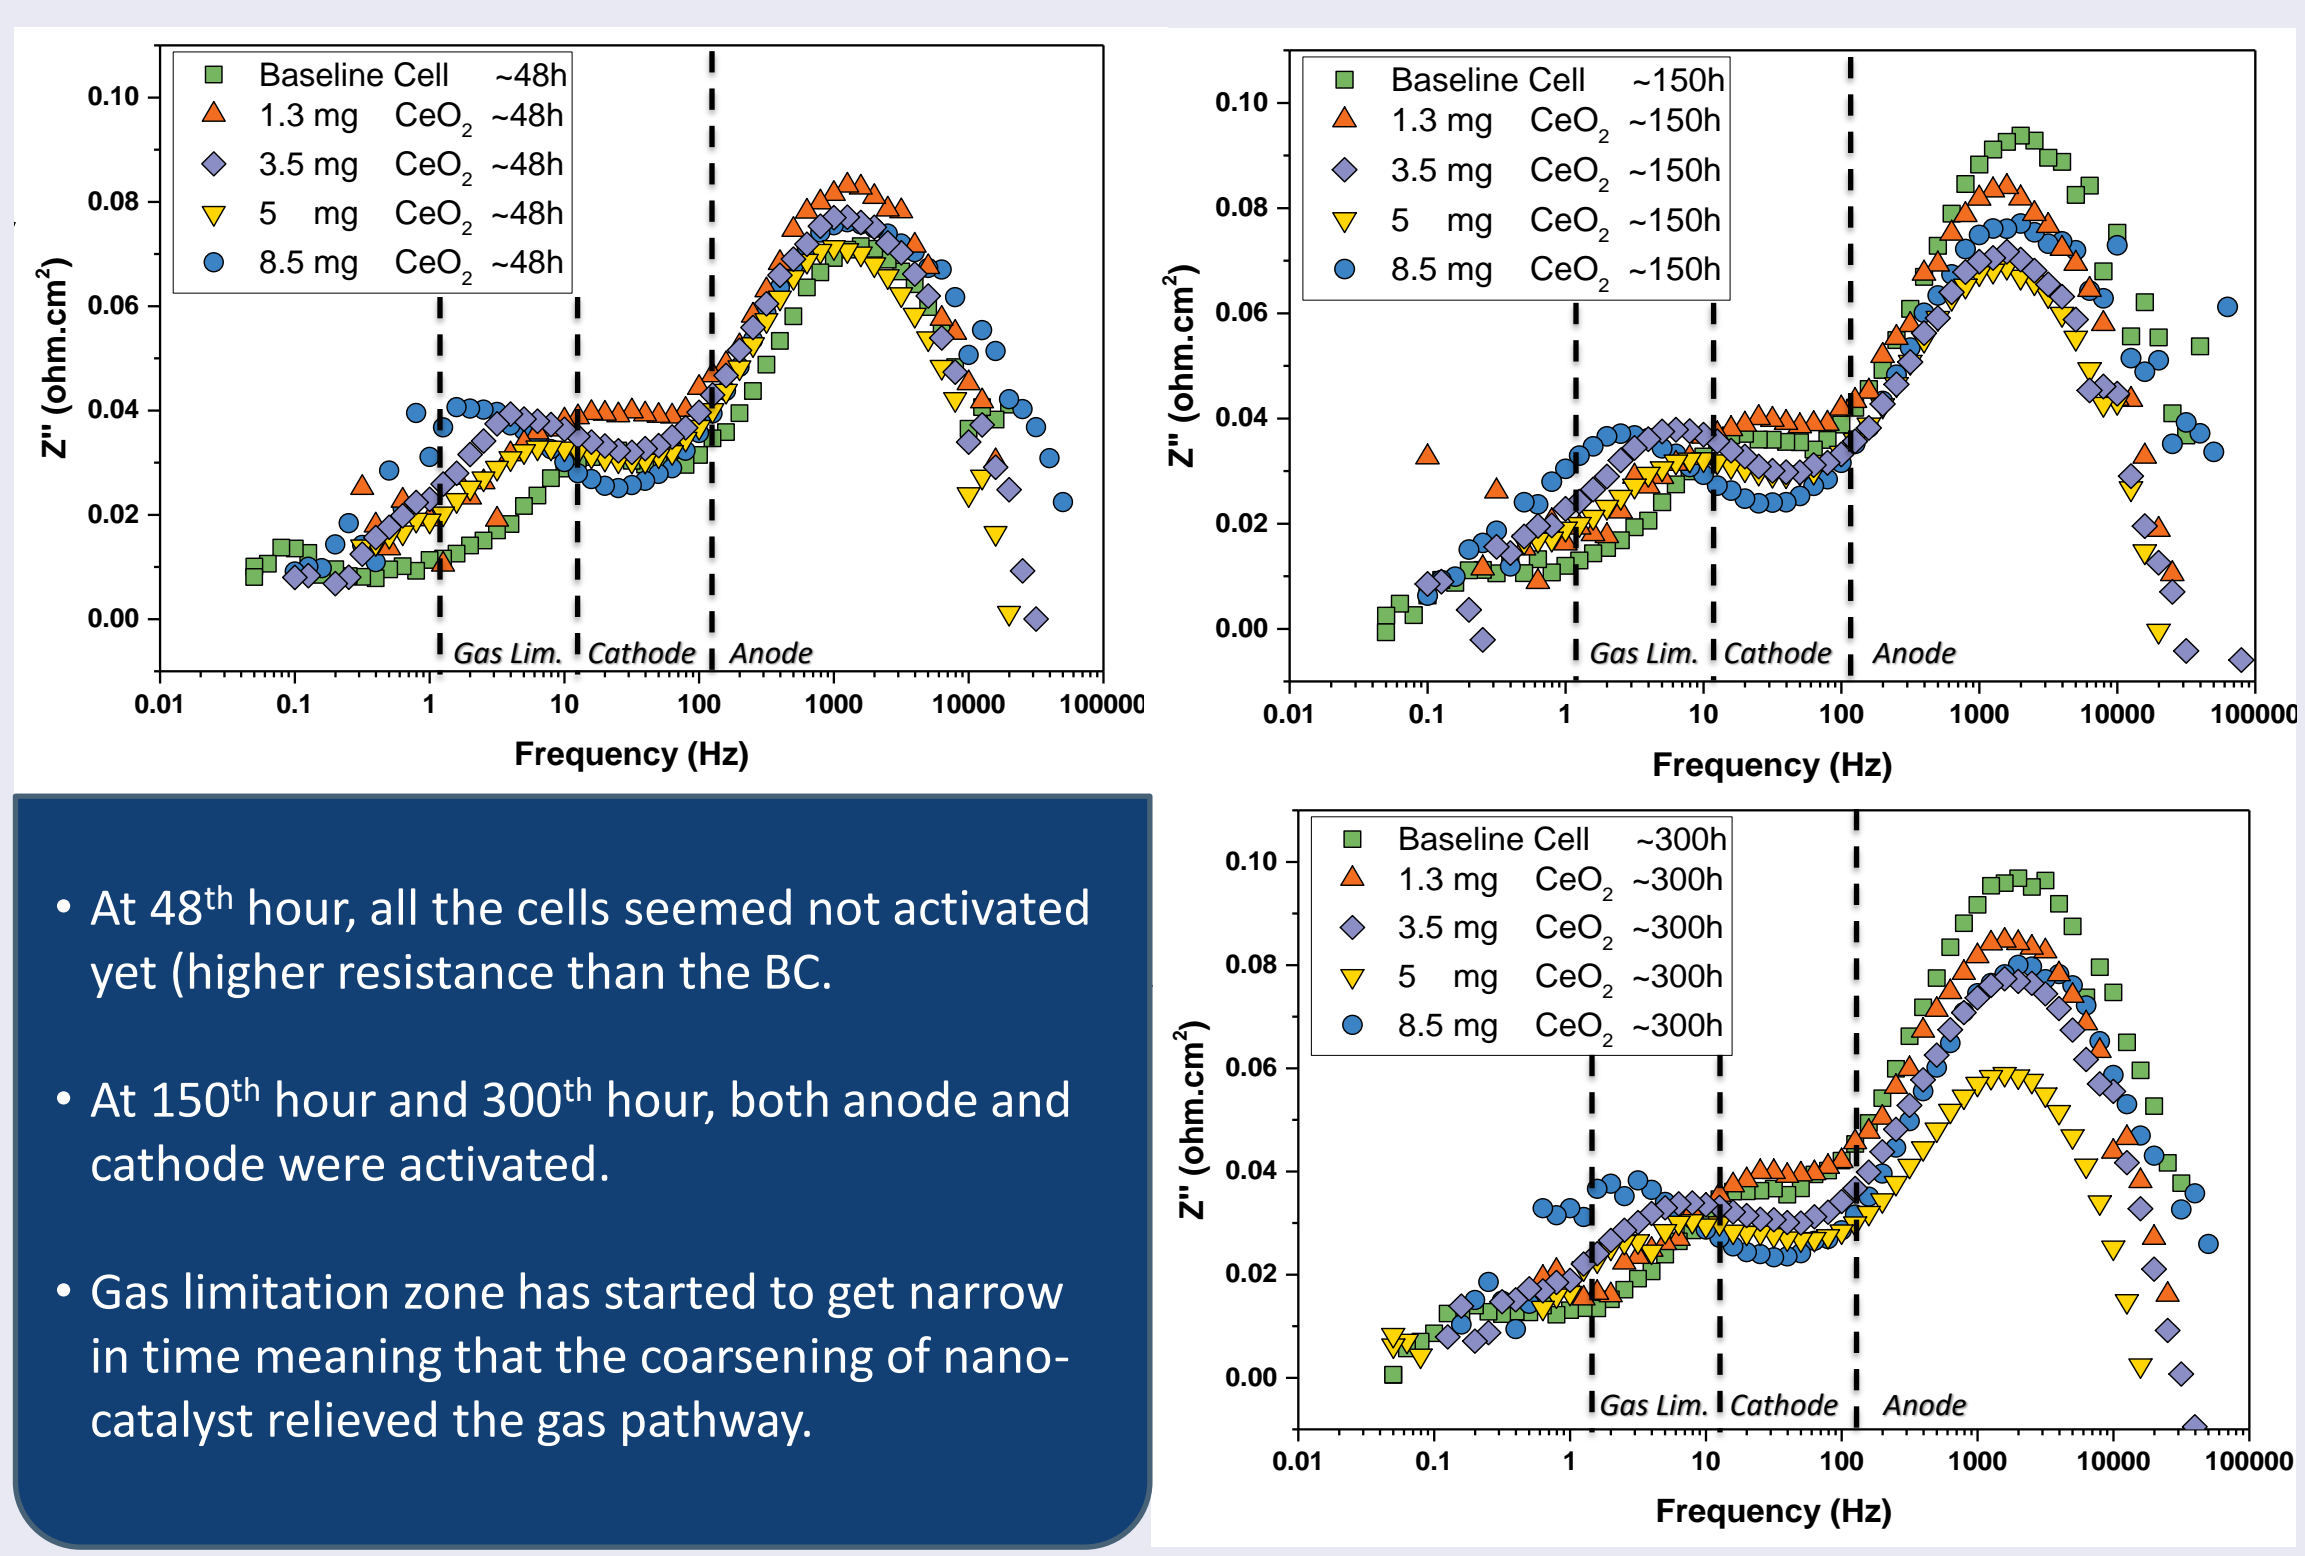 Baseline Cell ~48h
1.3 mg CeO2 ~48h
3.5 mg CeO2 ~48h
5 mg CeO2 ~48h
8.5 mg CeO2 ~48h
0.10
0.08
0.06
0.04
0.02
0.00
Z" (ohm.cm2)
Gas Lim. Cathode Anode
0.01 0.1 1 10 100 1000 10000 100000
Frequency (Hz)
Baseline Cell ~150h
1.3 mg CeO2 ~150h
3.5 mg CeO2 ~150h
5 mg CeO2 ~150h
8.5 mg CeO2 ~150h
0.10
0.08
0.06
0.04
0.02
0.00
Z" (ohm.cm2)
Gas Lim. Cathode Anode
0.01 0.1 1 10 100 1000 10000 100000
Frequency (Hz)
• At 48th hour, all the cells seemed not activated
yet (higher resistance than the BC.
• At 150th hour and 300th hour, both anode and
cathode were activated.
• Gas limitation zone has started to get narrow
in time meaning that the coarsening of nano-
catalyst relieved the gas pathway.
Baseline Cell ~300h
1.3 mg CeO2 ~300h
3.5 mg CeO2 ~300h
5 mg CeO2 ~300h
8.5 mg CeO2 ~300h
0.10
0.08
0.06
0.04
0.02
0.00
Z" (ohm.cm2)
Gas Lim. Cathode Anode
0.01 0.1 1 10 100 1000 10000 100000
Frequency (Hz)